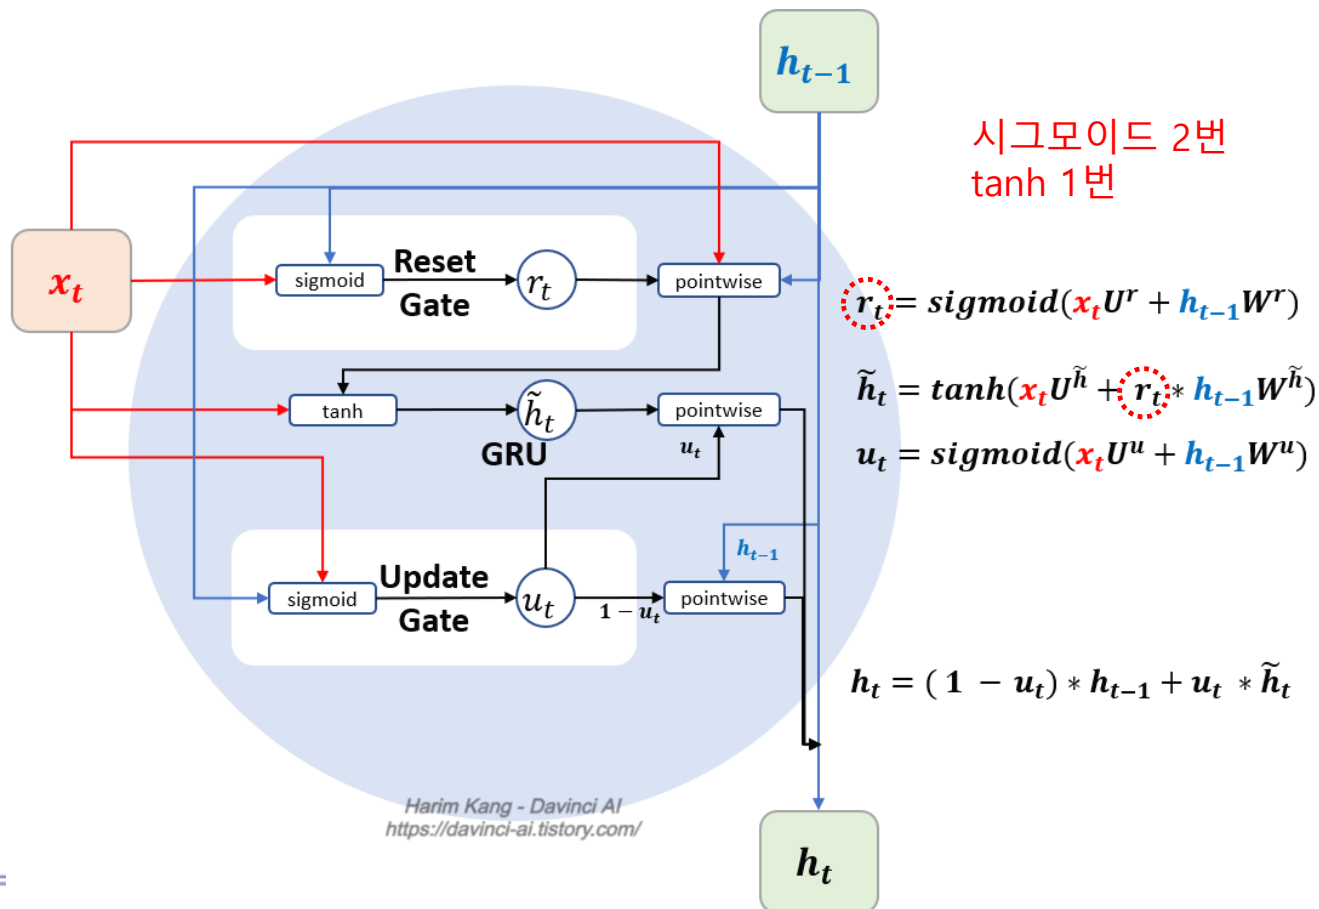 h_{t−1}
시그모이드 2번
tanh 1번
x_t
sigmoid
Reset
Gate
r_t
pointwise
r_t = sigmoid(x_tU^r + h_{t−1}W^r)
tanh
h̃_t
pointwise
GRU
u_t
h̃_t = tanh(x_tU^h̃ + r_t * h_{t−1}W^h̃)
u_t = sigmoid(x_tU^u + h_{t−1}W^u)
h_{t−1}
sigmoid
Update
Gate
u_t
1 − u_t
pointwise
h_t = ( 1 − u_t) * h_{t−1} + u_t * h̃_t
Harim Kang - Davinci AI
https://davinci-ai.tistory.com/
h_t